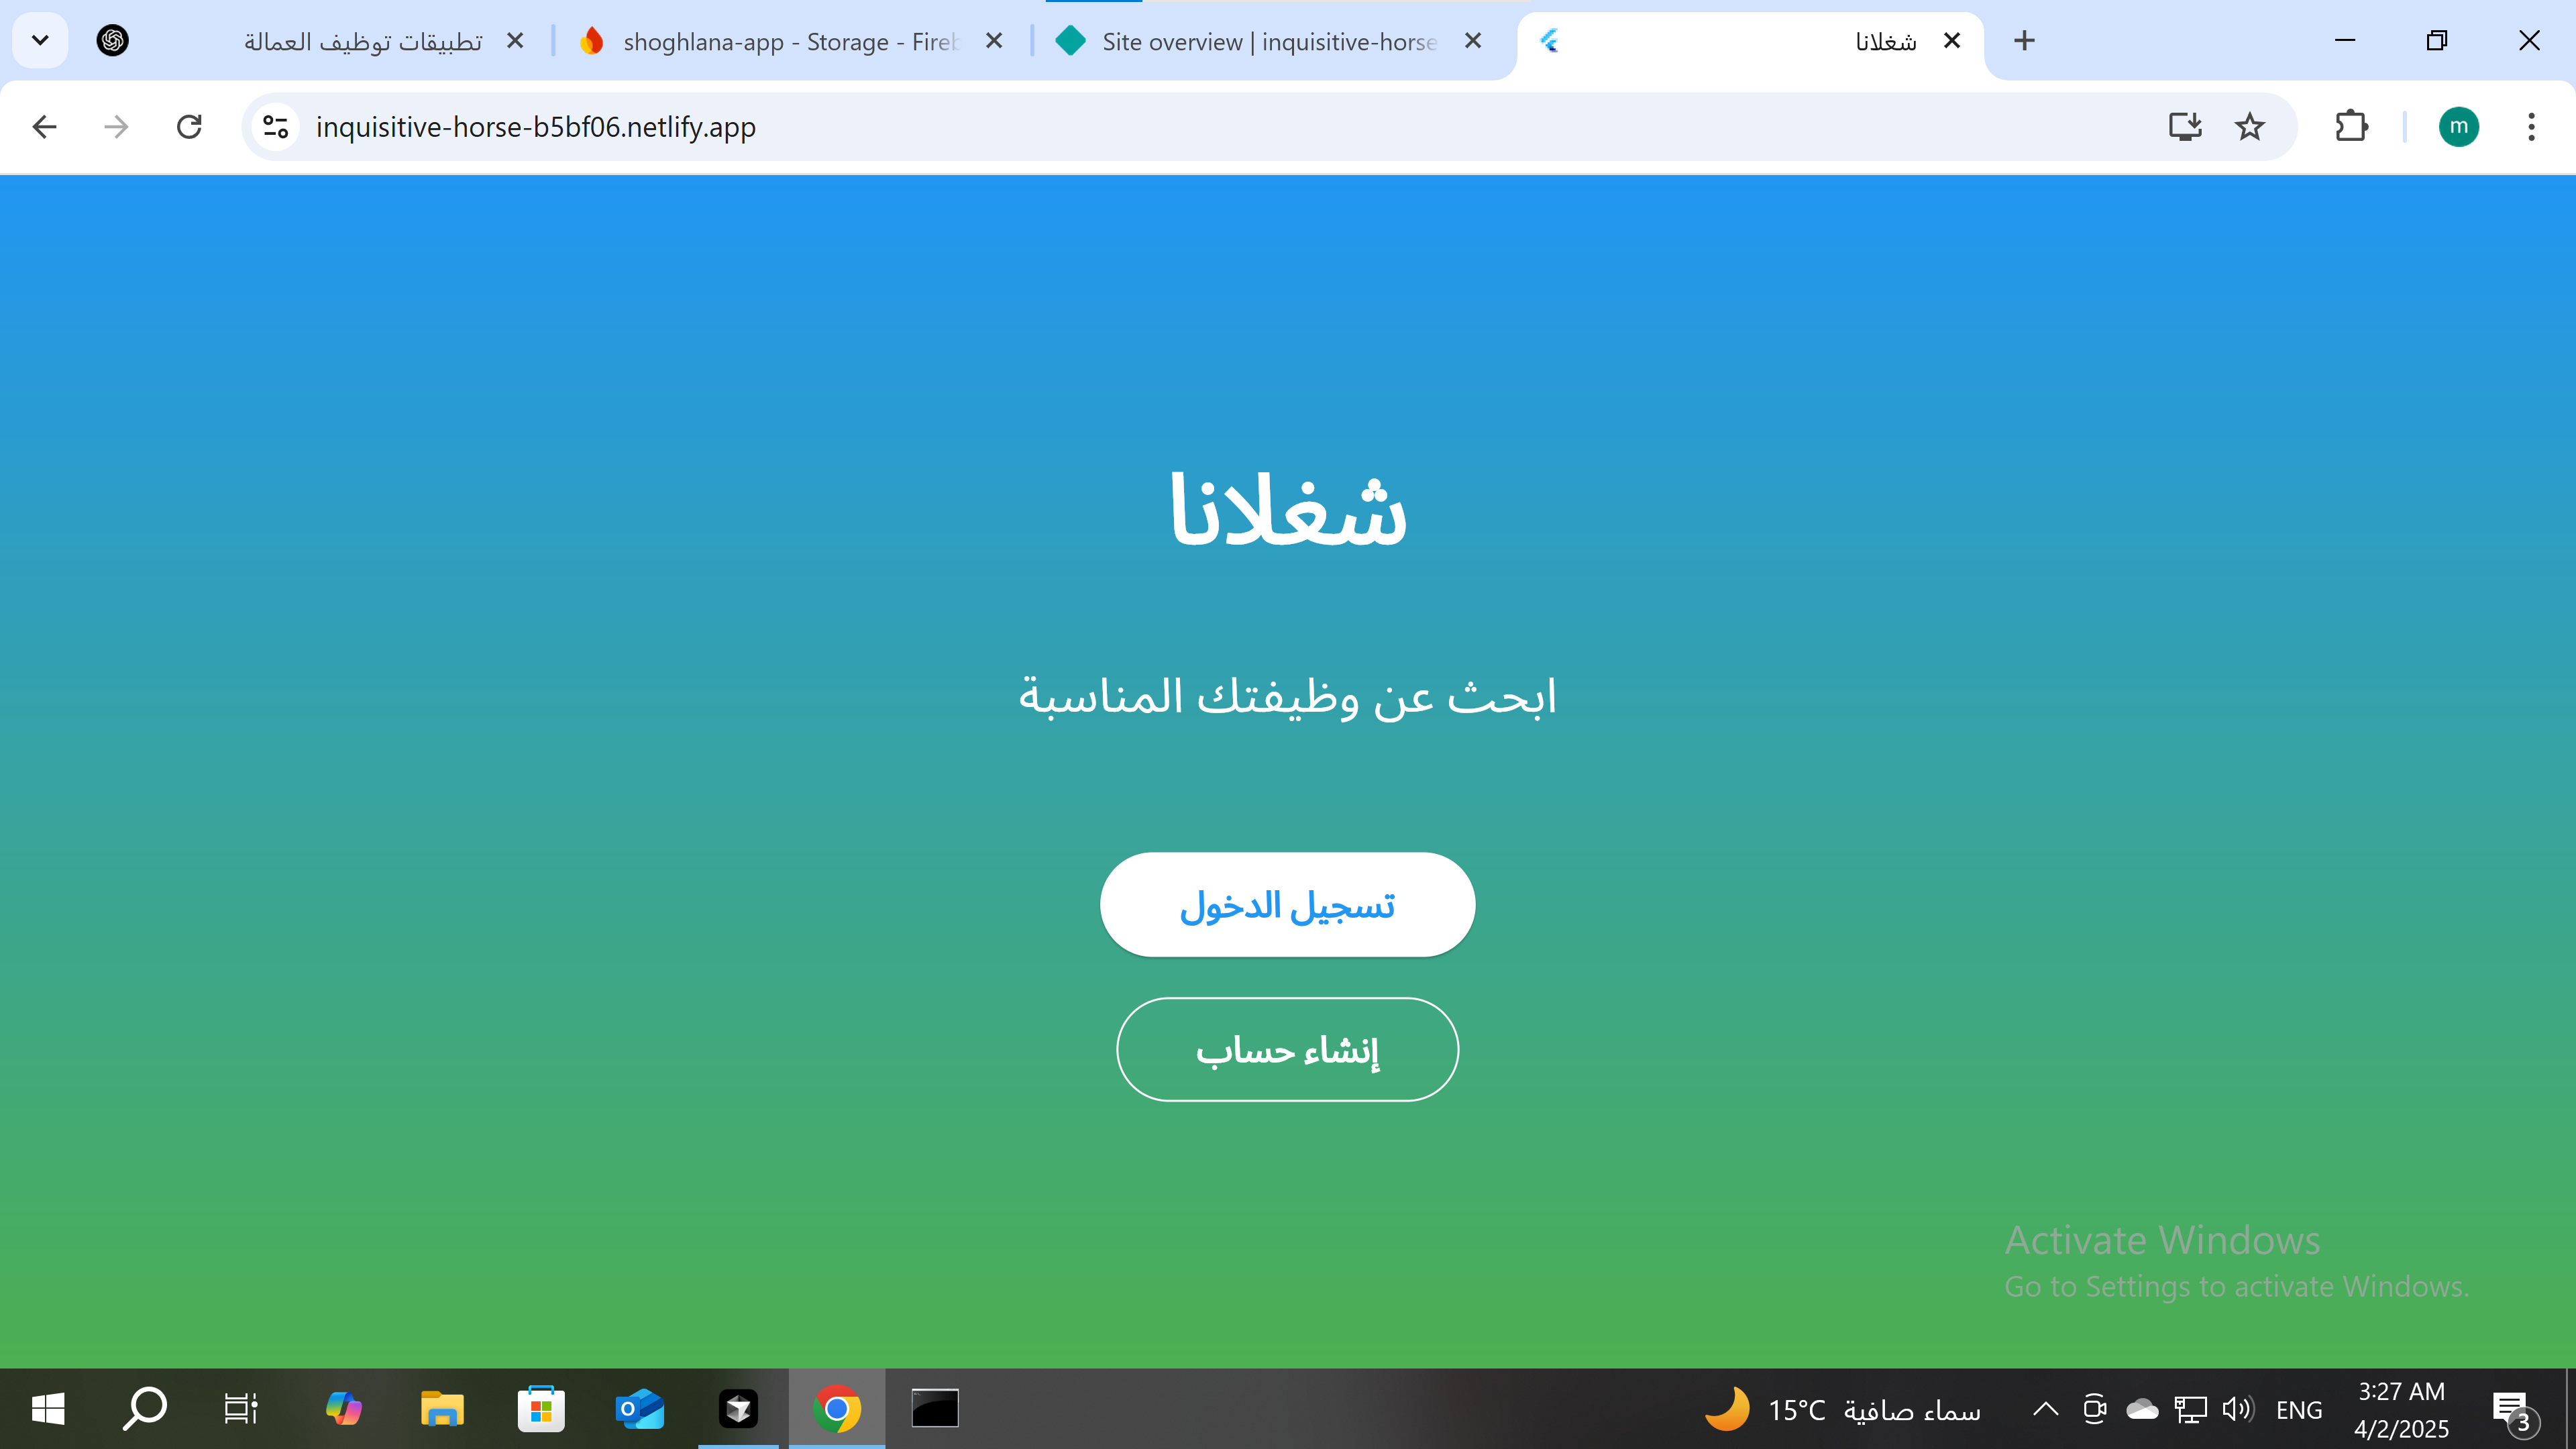 تطبيقات توظيف العمالة
shoghlana-app - Storage - Fireb
Site overview | inquisitive-horse
شغلانا
inquisitive-horse-b5bf06.netlify.app
m
شغلانا
ابحث عن وظيفتك المناسبة
تسجيل الدخول
إنشاء حساب
Activate Windows
Go to Settings to activate Windows.
15°C سماء صافية
ENG
3:27 AM
4/2/2025
3